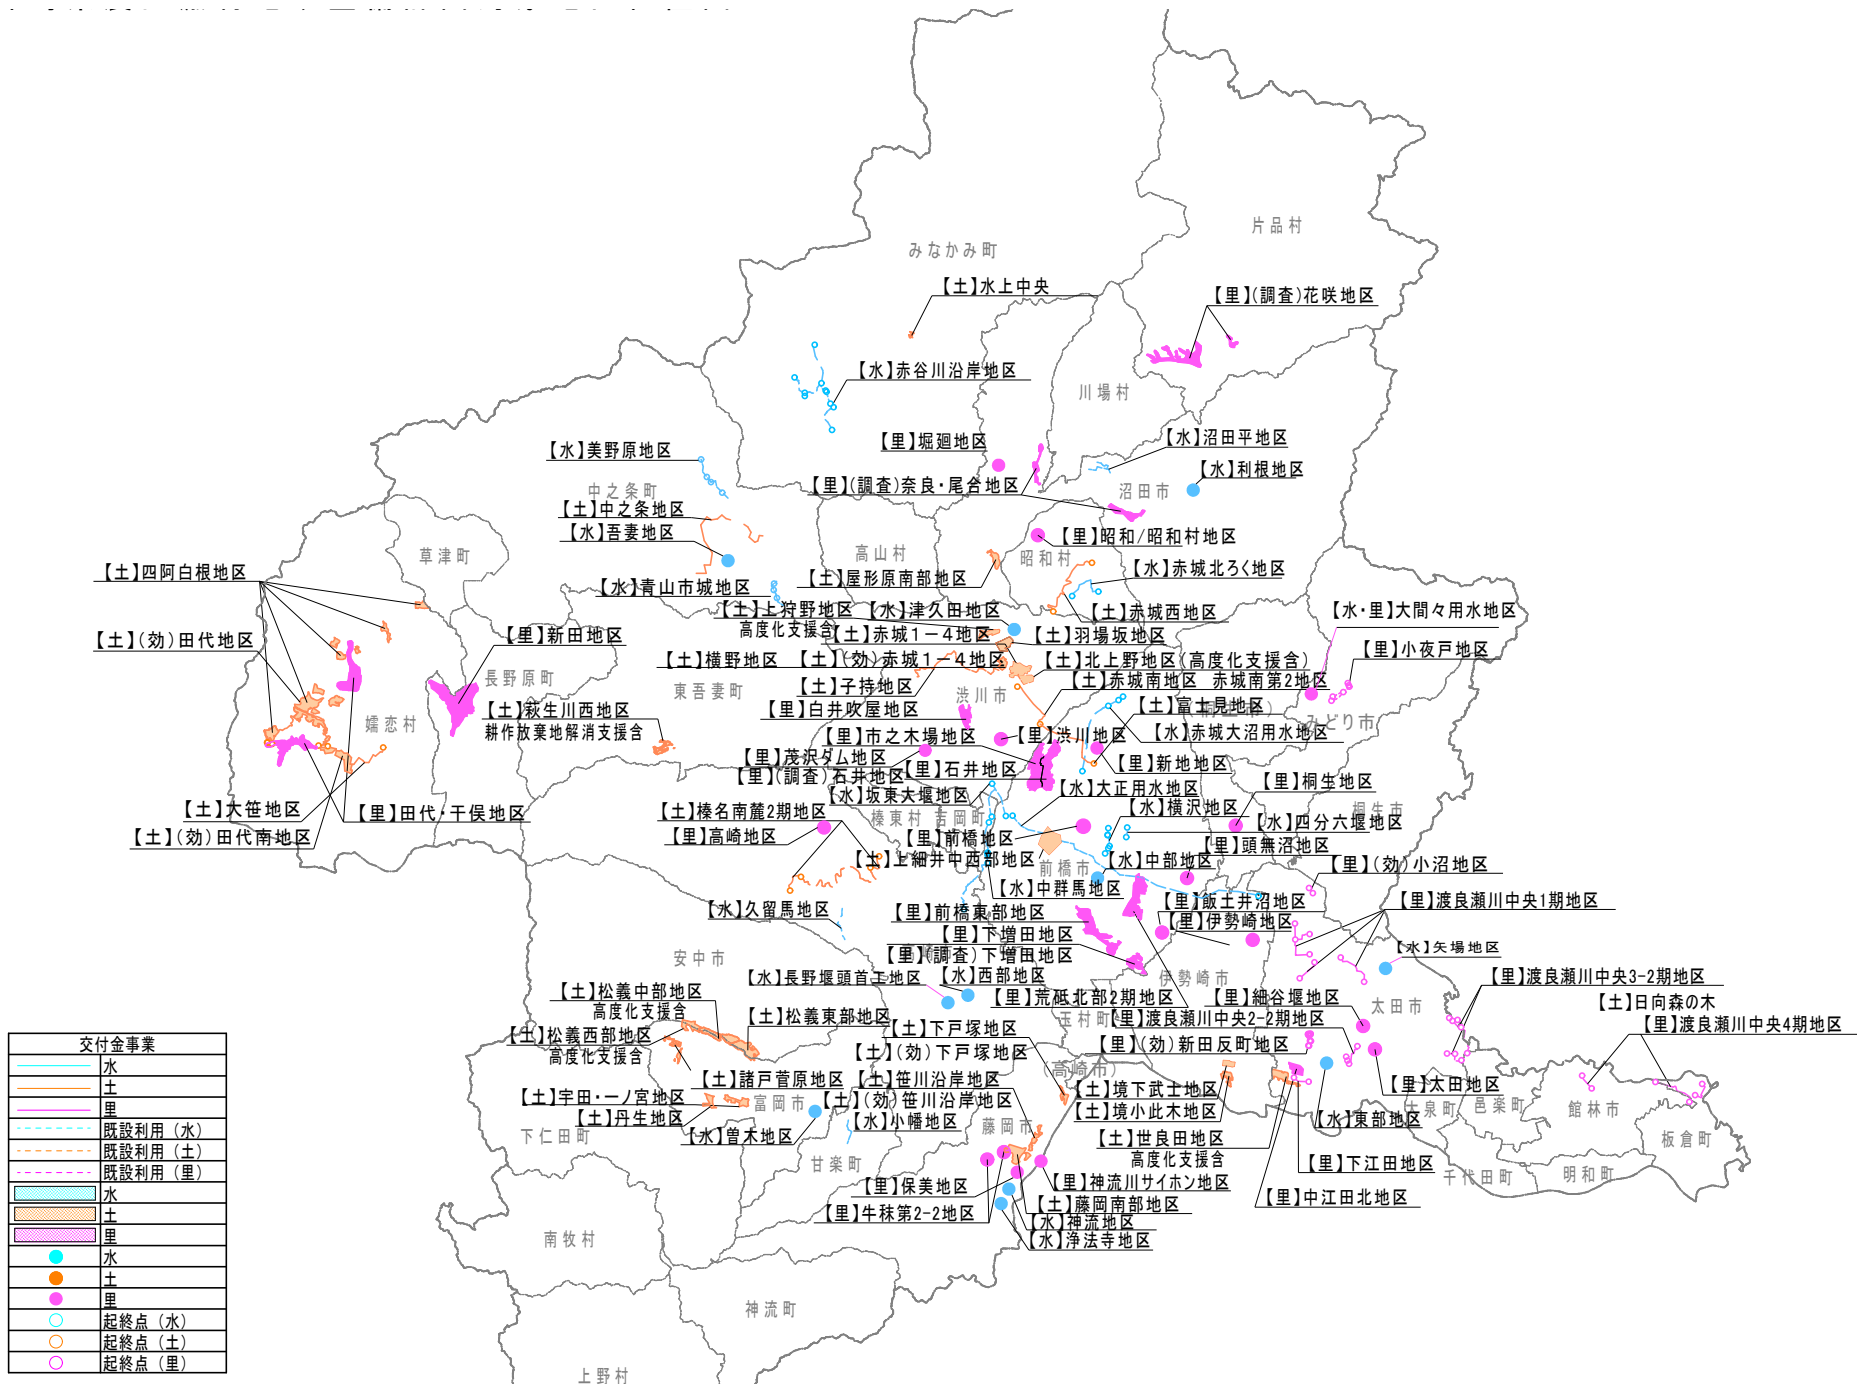 片品村
みなかみ町
【土】水上中央
【里】(調査)花咲地区
【水】赤谷川沿岸地区
川場村
【里】堀廻地区
【水】沼田平地区
【水】美野原地区
【水】利根地区
中之条町
【里】(調査)奈良・尾合地区
沼田市
【土】中之条地区
【水】吾妻地区
【里】昭和/昭和村地区
草津町
高山村
昭和村
【土】四阿白根地区
【土】屋形原南部地区
【水】赤城北ろく地区
【水】青山市城地区
【土】上狩野地区
高度化支援含
【水】津久田地区
【土】赤城西地区
【水・里】大間々用水地区
【土】(効)田代地区
【里】新田地区
【土】赤城1-4地区
【土】羽場坂地区
【里】小夜戸地区
【土】横野地区
【土】(効)赤城1-4地区
【土】北上野地区(高度化支援含)
長野原町
東吾妻町
【土】子持地区
渋川市
【土】赤城南地区 赤城南第2地区
【土】萩生川西地区
耕作放棄地解消支援含
【里】白井吹屋地区
【土】富士見地区
(桐生市)
みどり市
嬬恋村
【里】市之木場地区
【里】渋川地区
【水】赤城大沼用水地区
【里】茂沢ダム地区
【里】新地地区
【里】(調査)石井地区
【里】石井地区
【里】桐生地区
【水】坂東大堰地区
【水】大正用水地区
【土】大笹地区
【里】田代・干俣地区
【土】榛名南麓2期地区
榛東村
吉岡町
【水】横沢地区
桐生市
【土】(効)田代南地区
【里】高崎地区
【里】前橋地区
【水】四分六堰地区
【里】頭無沼地区
【土】上細井中西部地区
前橋市
【水】中部地区
【里】(効)小沼地区
【水】中群馬地区
【水】久留馬地区
【里】前橋東部地区
【里】飯土井沼地区
【里】渡良瀬川中央1期地区
【里】伊勢崎地区
【里】下増田地区
【里】(調査)下増田地区
【水】矢場地区
安中市
伊勢崎市
【水】長野堰頭首工地区
【水】西部地区
【里】渡良瀬川中央3-2期地区
【土】松義中部地区
高度化支援含
【里】荒砥北部2期地区
【里】細谷堰地区
太田市
【土】日向森の木
【土】松義東部地区
玉村町
【里】渡良瀬川中央2-2期地区
【里】渡良瀬川中央4期地区
【土】松義西部地区
高度化支援含
【土】下戸塚地区
【土】(効)下戸塚地区
【里】(効)新田反町地区
(高崎市)
【土】諸戸菅原地区
【土】笹川沿岸地区
【土】境下武士地区
【里】太田地区
【土】宇田・一ノ宮地区
富岡市
【土】(効)笹川沿岸地区
【土】境小此木地区
大泉町
邑楽町
館林市
【土】丹生地区
【水】小幡地区
藤岡市
【水】東部地区
下仁田町
【水】曽木地区
【土】世良田地区
高度化支援含
板倉町
甘楽町
【里】下江田地区
千代田町
明和町
【里】保美地区
【里】神流川サイホン地区
【里】中江田北地区
【里】牛秣第2-2地区
【土】藤岡南部地区
【水】神流地区
【水】浄法寺地区
南牧村
神流町
上野村
交付金事業
水
土
里
既設利用(水)
既設利用(土)
既設利用(里)
水
土
里
水
土
里
起終点(水)
起終点(土)
起終点(里)